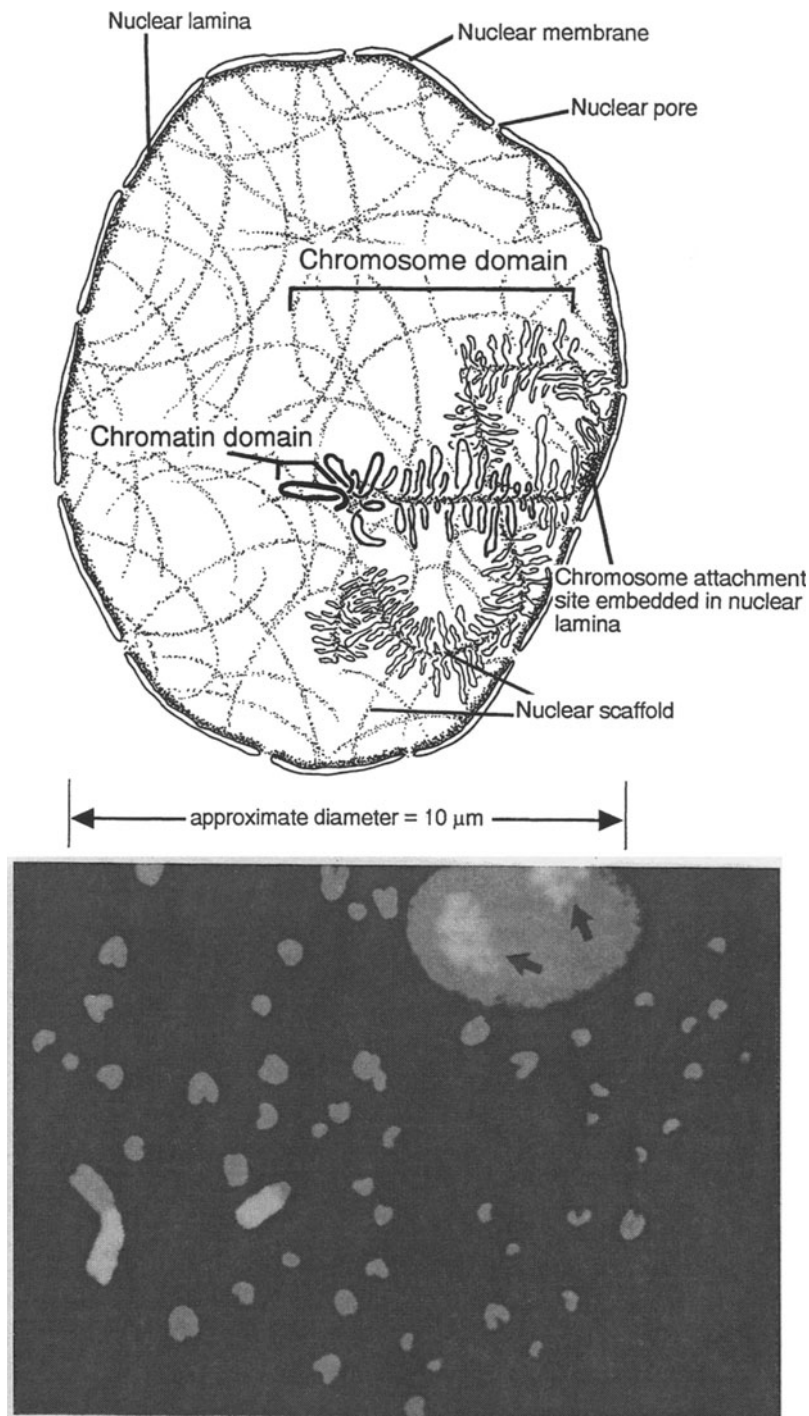 Nuclear lamina
Nuclear membrane
Nuclear pore
Chromosome domain
Chromatin domain
Chromosome attachment
site embedded in nuclear
lamina
Nuclear scaffold
approximate diameter = 10 μm